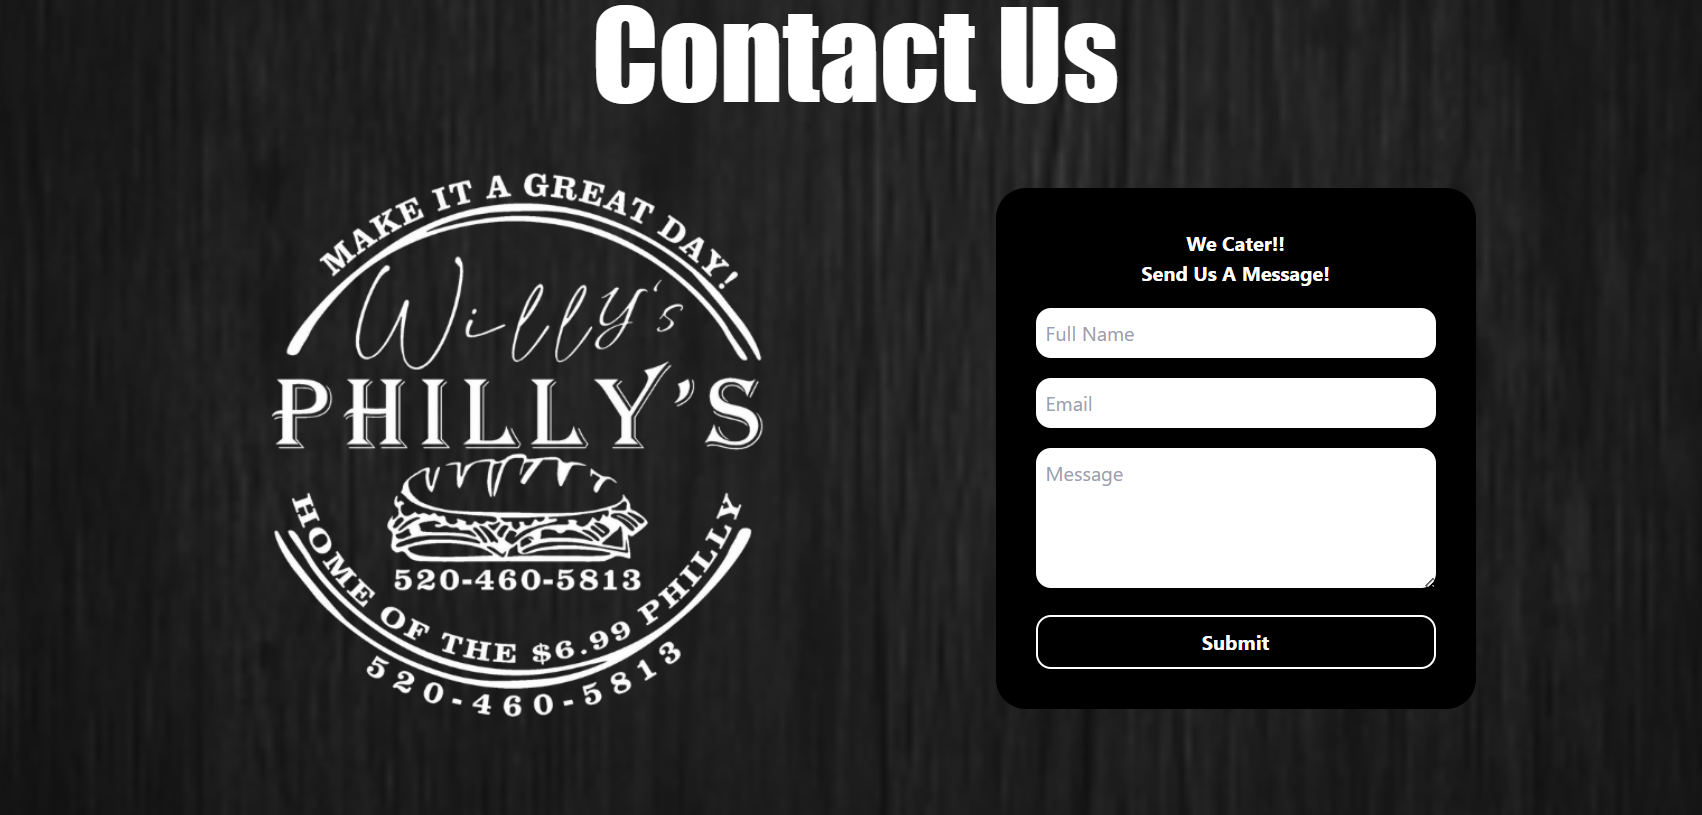 Contact Us
MAKE IT A GREAT DAY!
Willy's
PHILLY'S
520-460-5813
HOME OF THE $6.99 PHILLY
520-460-5813
We Cater!!
Send Us A Message!
Full Name
Email
Message
Submit